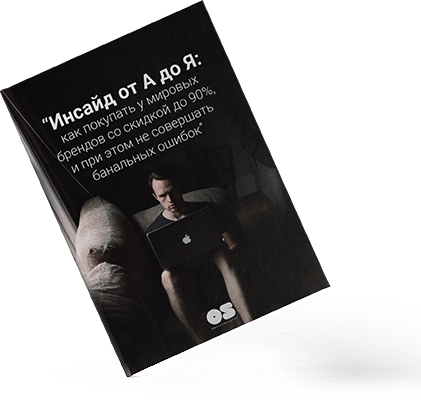 “Инсайд от А до Я:
как покупать у мировых
брендов со скидкой до 90%,
и при этом не совершать
банальных ошибок”
OS